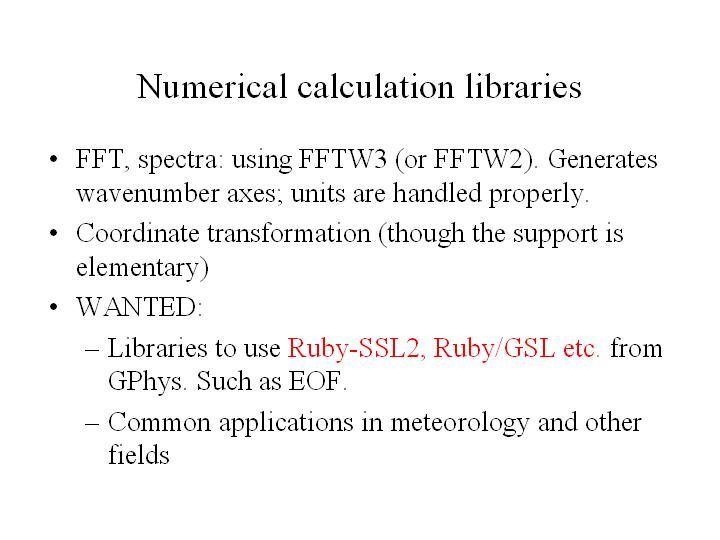 Numerical calculation libraries
• FFT, spectra: using FFTW3 (or FFTW2). Generates
wavenumber axes; units are handled properly.
• Coordinate transformation (though the support is
elementary)
• WANTED:
– Libraries to use Ruby-SSL2, Ruby/GSL etc. from
GPhys. Such as EOF.
– Common applications in meteorology and other
fields